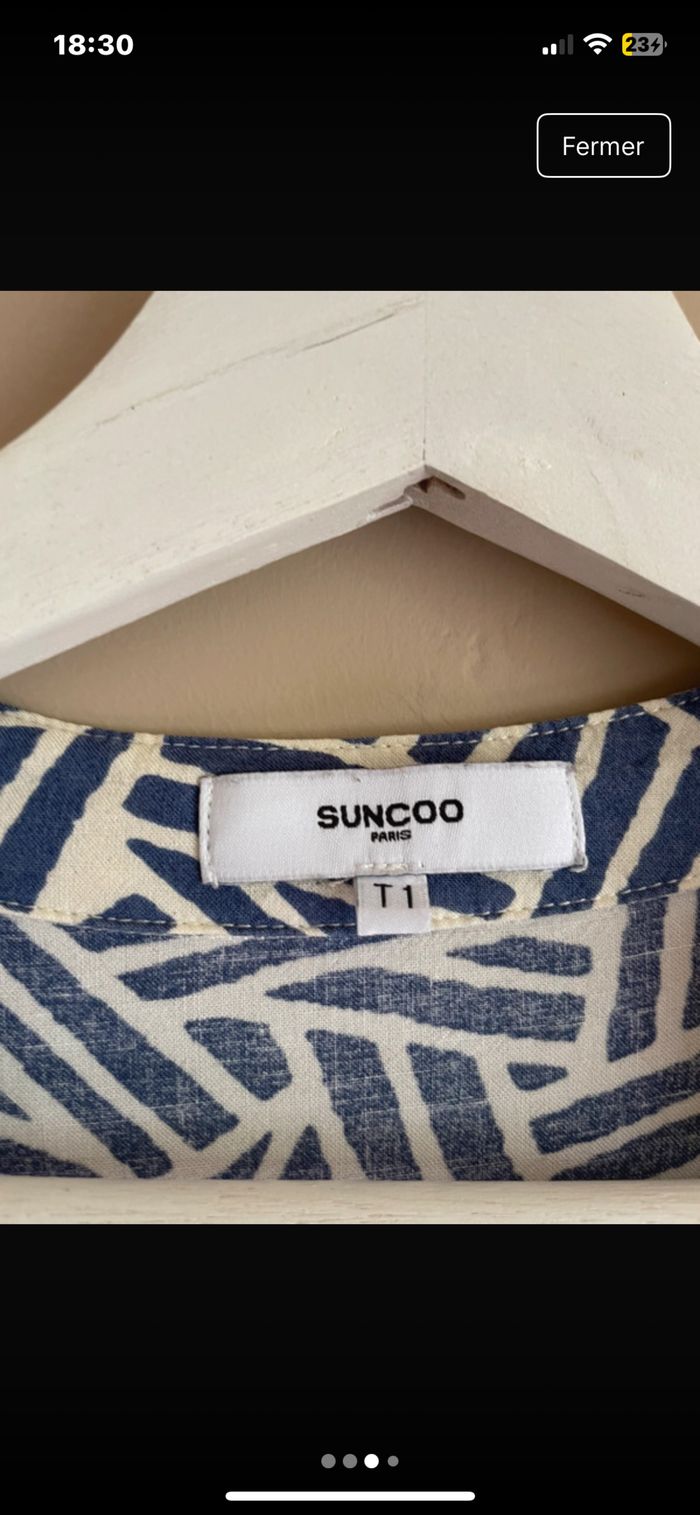 18:30
23
Fermer
SUNCOO
PARIS
T1